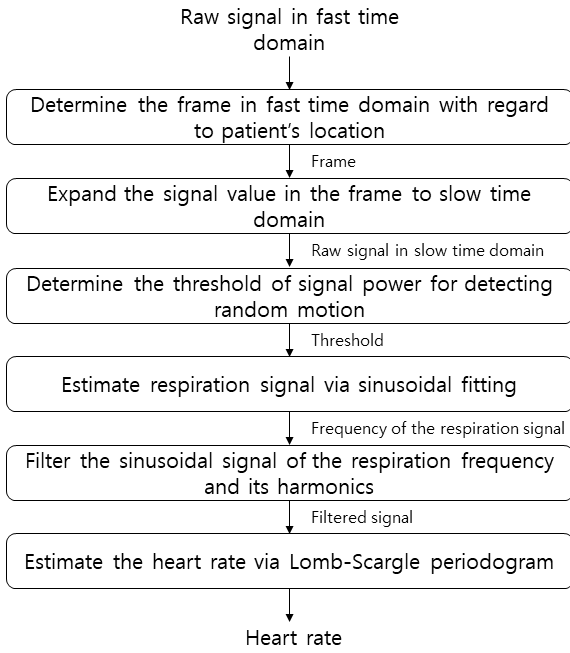 Raw signal in fast time
domain
Determine the frame in fast time domain with regard
to patient's location
Frame
Expand the signal value in the frame to slow time
domain
Raw signal in slow time domain
Determine the threshold of signal power for detecting
random motion
Threshold
Estimate respiration signal via sinusoidal fitting
Frequency of the respiration signal
Filter the sinusoidal signal of the respiration frequency
and its harmonics
Filtered signal
Estimate the heart rate via Lomb-Scargle periodogram
Heart rate